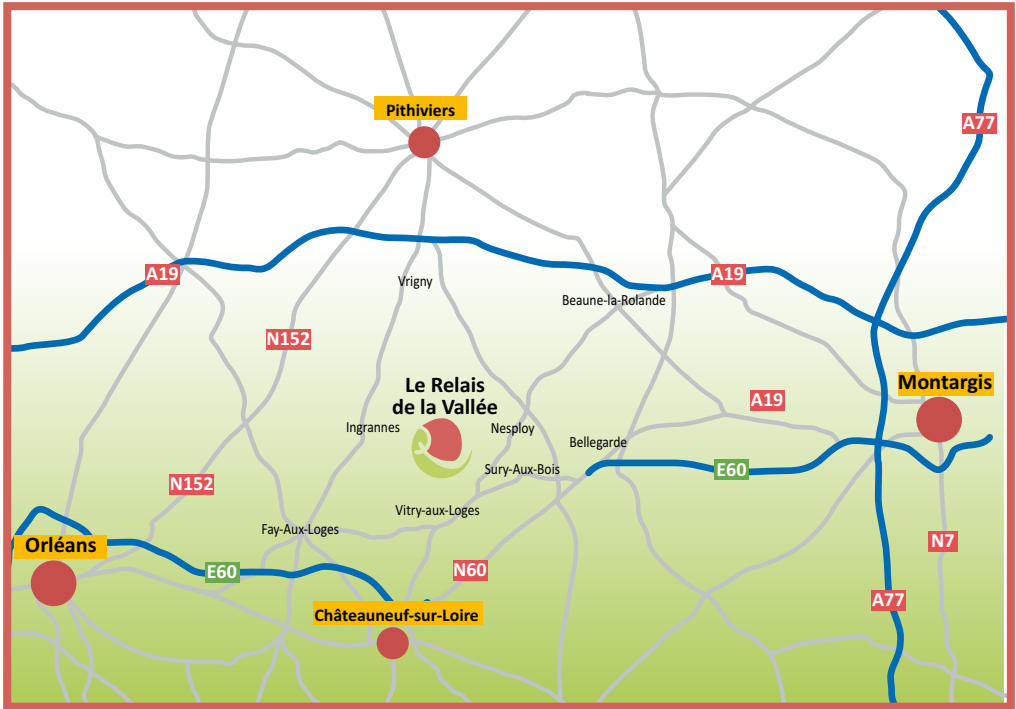 Pithiviers
A77
A19
A19
Vrigny
Beaune-la-Rolande
N152
Le Relais
de la Vallée
Montargis
A19
Ingrannes
Nesploy
Bellegarde
Sury-Aux-Bois
E60
N152
Vitry-aux-Loges
Fay-Aux-Loges
Orléans
N7
E60
N60
A77
Châteauneuf-sur-Loire